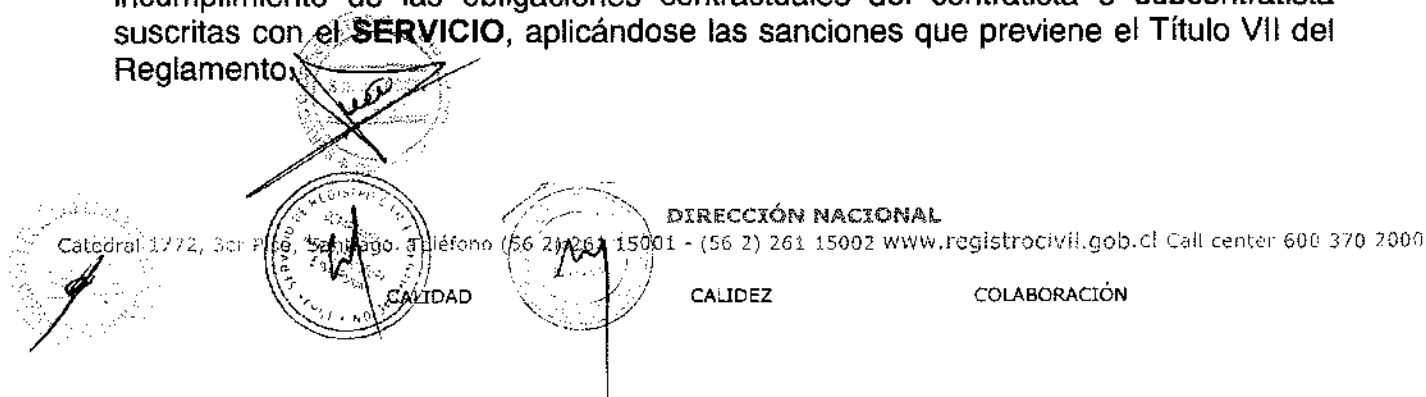 incumplimiento de las obligaciones contractuales del contratista o subcontratista
suscritas con el SERVICIO, aplicándose las sanciones que previene el Título VII del
Reglamento.
DIRECCIÓN NACIONAL
Catedral 1772, 3er Piso, Santiago. Teléfono (56 2) 261 15001 - (56 2) 261 15002 www.registrocivil.gob.cl Call center 600 370 2000
CALIDAD CALIDEZ COLABORACIÓN